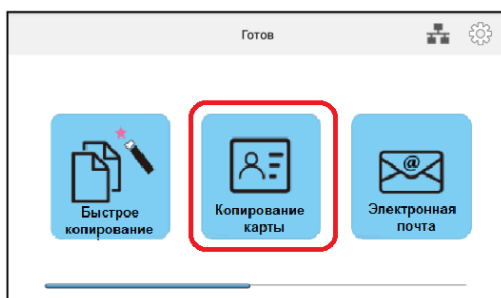 Готов
Быстрое
копирование
Копирование
карты
@
Электронная
почта